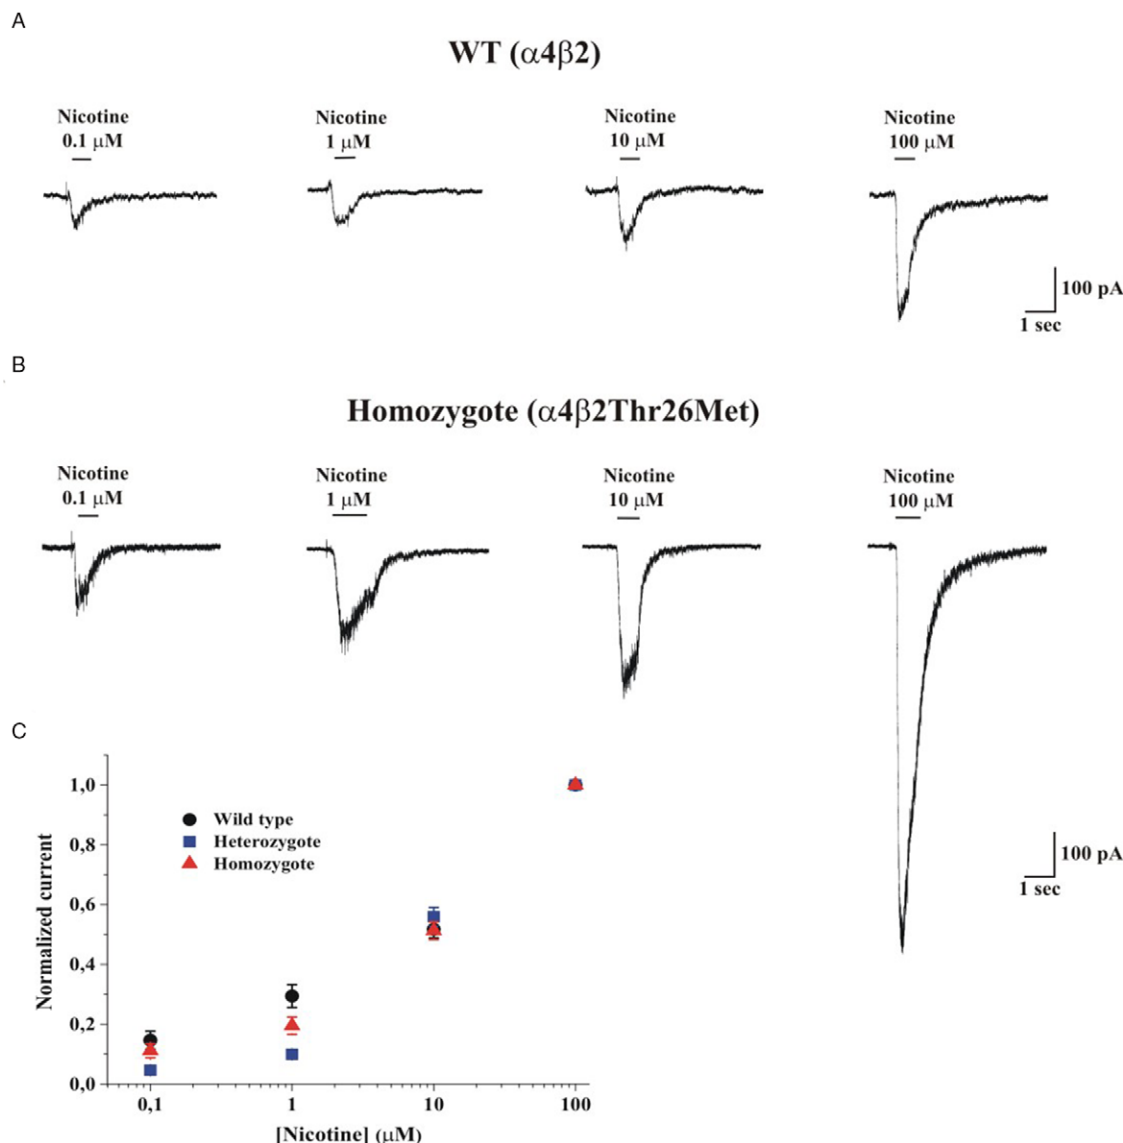 A
WT (α4β2)
Nicotine
0.1 μM
Nicotine
1 μM
Nicotine
10 μM
Nicotine
100 μM
100 pA
1 sec
B
Homozygote (α4β2Thr26Met)
Nicotine
0.1 μM
Nicotine
1 μM
Nicotine
10 μM
Nicotine
100 μM
100 pA
1 sec
C
Normalized current
1,0
0,8
0,6
0,4
0,2
0,0
Wild type
Heterozygote
Homozygote
0,1
1
10
100
[Nicotine] (μM)